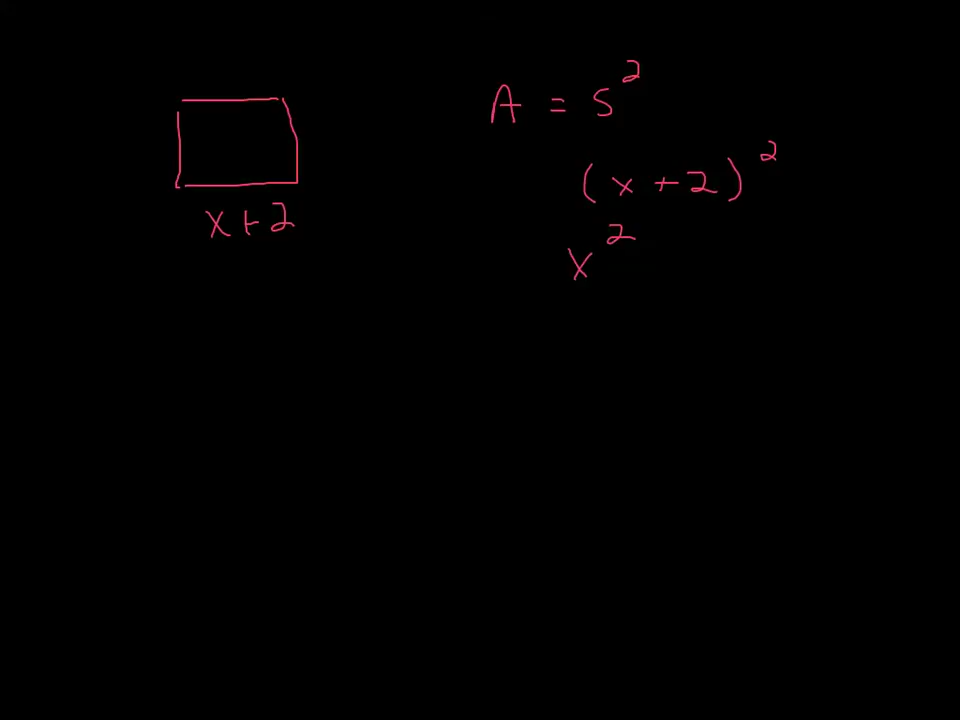 A = s²
(x + 2)²
x + 2
x²